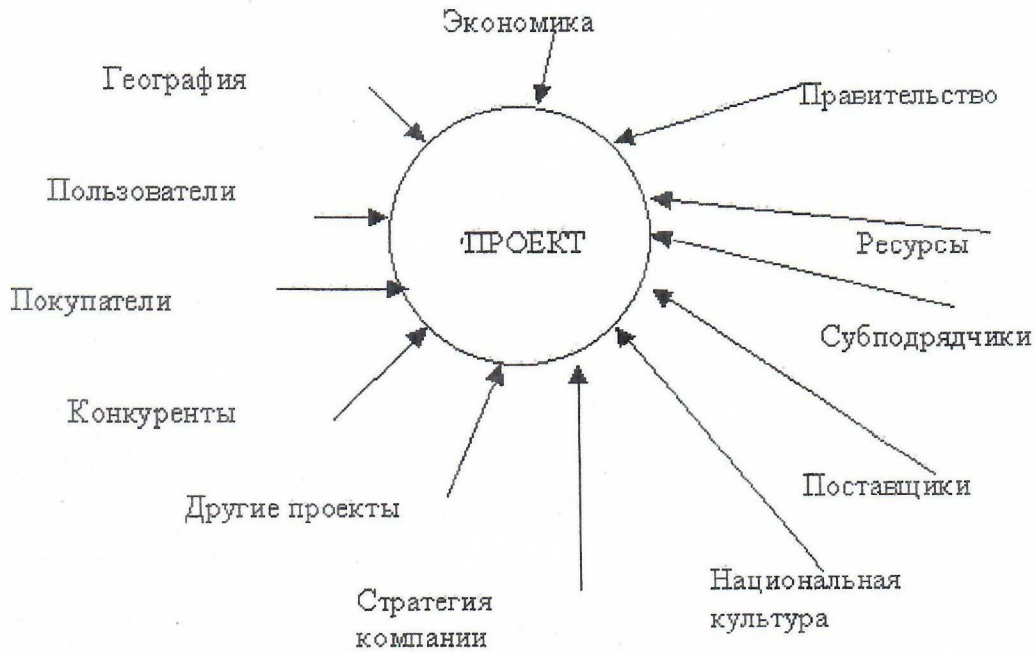 Экономика
География
Правительство
Пользователи
ПРОЕКТ
Ресурсы
Покупатели
Субподрядчики
Конкуренты
Поставщики
Другие проекты
Национальная
культура
Стратегия
компании